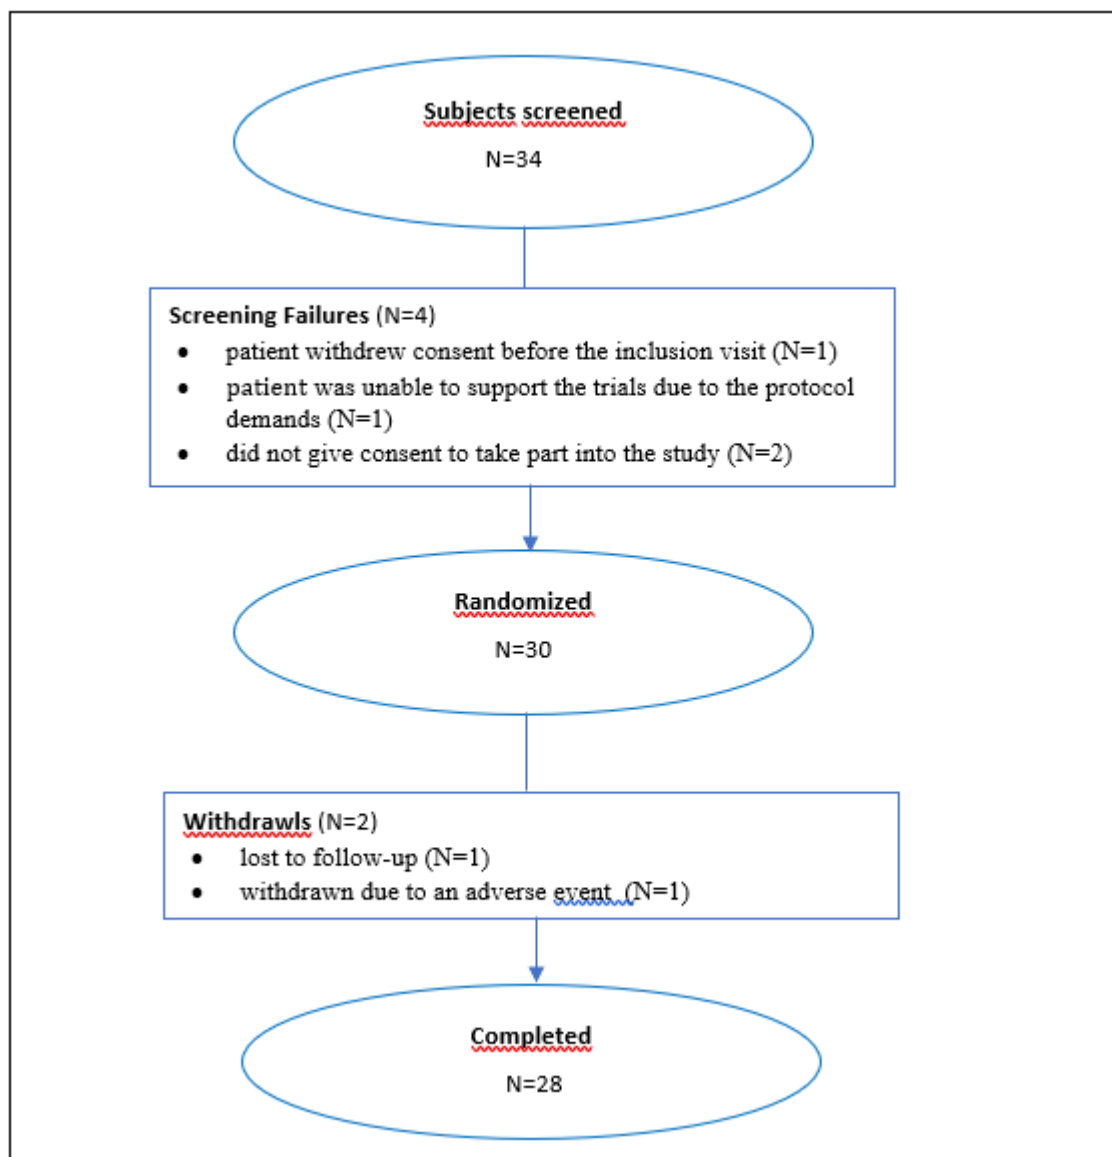 Subjects screened
N=34
Screening Failures (N=4)
• patient withdrew consent before the inclusion visit (N=1)
• patient was unable to support the trials due to the protocol
demands (N=1)
• did not give consent to take part into the study (N=2)
Randomized
N=30
Withdrawls (N=2)
• lost to follow-up (N=1)
• withdrawn due to an adverse event (N=1)
Completed
N=28